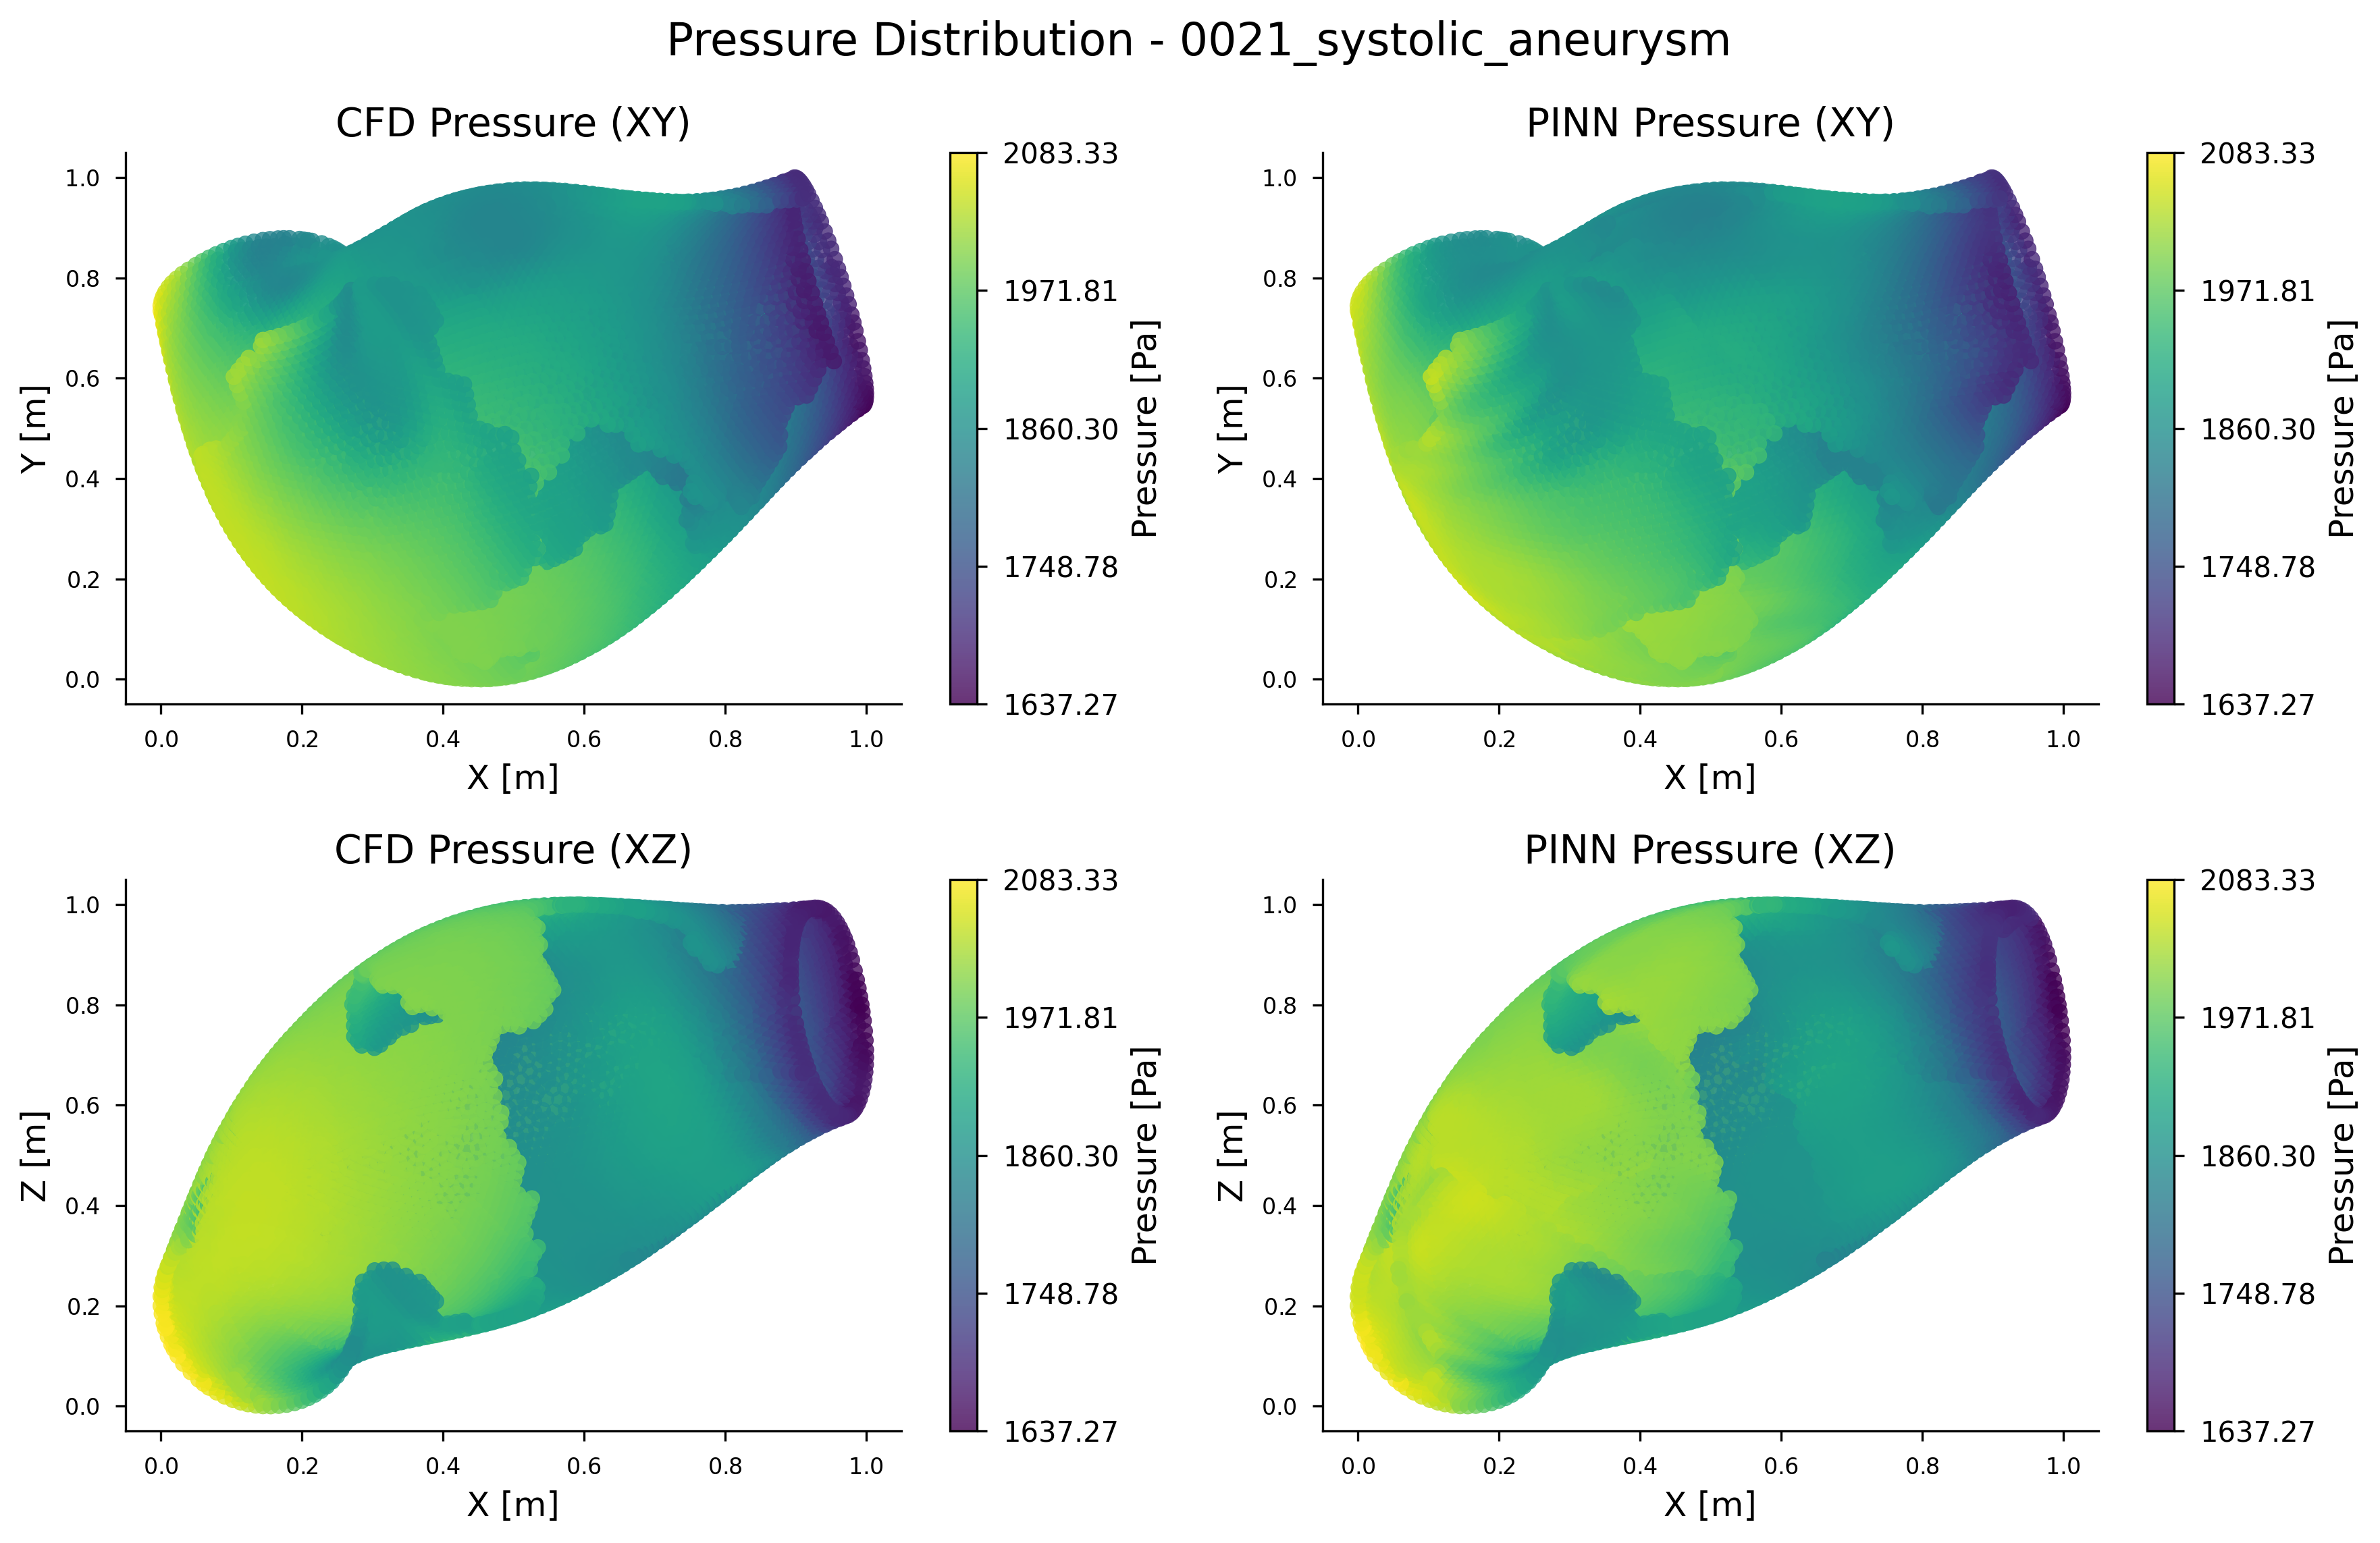 Pressure Distribution - 0021_systolic_aneurysm
CFD Pressure (XY)
Y [m]
1.0
0.8
0.6
0.4
0.2
0.0
0.0 0.2 0.4 0.6 0.8 1.0
X [m]
2083.33
1971.81
1860.30
1748.78
1637.27
Pressure [Pa]
PINN Pressure (XY)
Y [m]
1.0
0.8
0.6
0.4
0.2
0.0
0.0 0.2 0.4 0.6 0.8 1.0
X [m]
2083.33
1971.81
1860.30
1748.78
1637.27
Pressure [Pa]
CFD Pressure (XZ)
Z [m]
1.0
0.8
0.6
0.4
0.2
0.0
0.0 0.2 0.4 0.6 0.8 1.0
X [m]
2083.33
1971.81
1860.30
1748.78
1637.27
Pressure [Pa]
PINN Pressure (XZ)
Z [m]
1.0
0.8
0.6
0.4
0.2
0.0
0.0 0.2 0.4 0.6 0.8 1.0
X [m]
2083.33
1971.81
1860.30
1748.78
1637.27
Pressure [Pa]